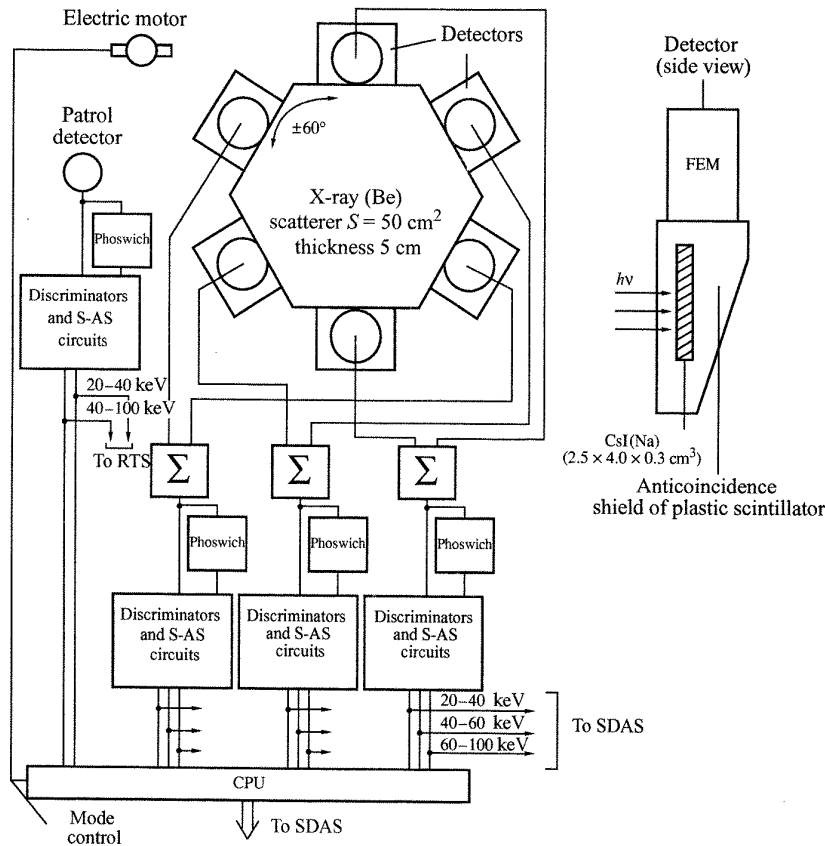 Electric motor
Detectors
Detector
(side view)
Patrol
detector
±60°
FEM
Phoswich
X-ray (Be)
scatterer S = 50 cm²
thickness 5 cm
Discriminators
and S-AS
circuits
hν
20–40 keV
40–100 keV
To RTS
Σ
Σ
Σ
CsI(Na)
(2.5 × 4.0 × 0.3 cm³)
Anticoincidence
shield of plastic scintillator
Phoswich
Phoswich
Phoswich
Discriminators
and S-AS
circuits
Discriminators
and S-AS
circuits
Discriminators
and S-AS
circuits
20–40 keV
40–60 keV
60–100 keV
To SDAS
CPU
Mode
control
To SDAS